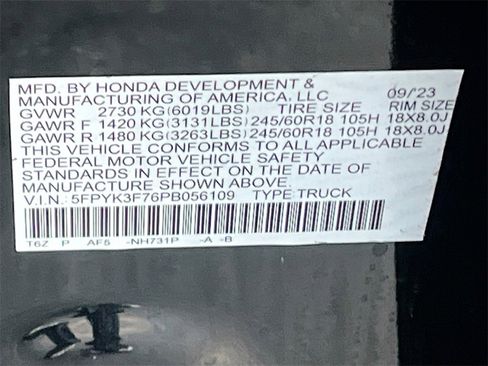 MFD. BY HONDA DEVELOPMENT &
MANUFACTURING OF AMERICA, LLC 09/'23
GVWR 2730 KG(6019LBS) TIRE SIZE RIM SIZE
GAWR F 1420 KG(3131LBS) 245/60R18 105H 18X8.0J
GAWR R 1480 KG(3263LBS) 245/60R18 105H 18X8.0J
THIS VEHICLE CONFORMS TO ALL APPLICABLE
FEDERAL MOTOR VEHICLE SAFETY
STANDARDS IN EFFECT ON THE DATE OF
MANUFACTURE SHOWN ABOVE.
V.I.N.: 5FPYK3F76PB056109 TYPE TRUCK
T6Z P AF5 -NH731P -A -B